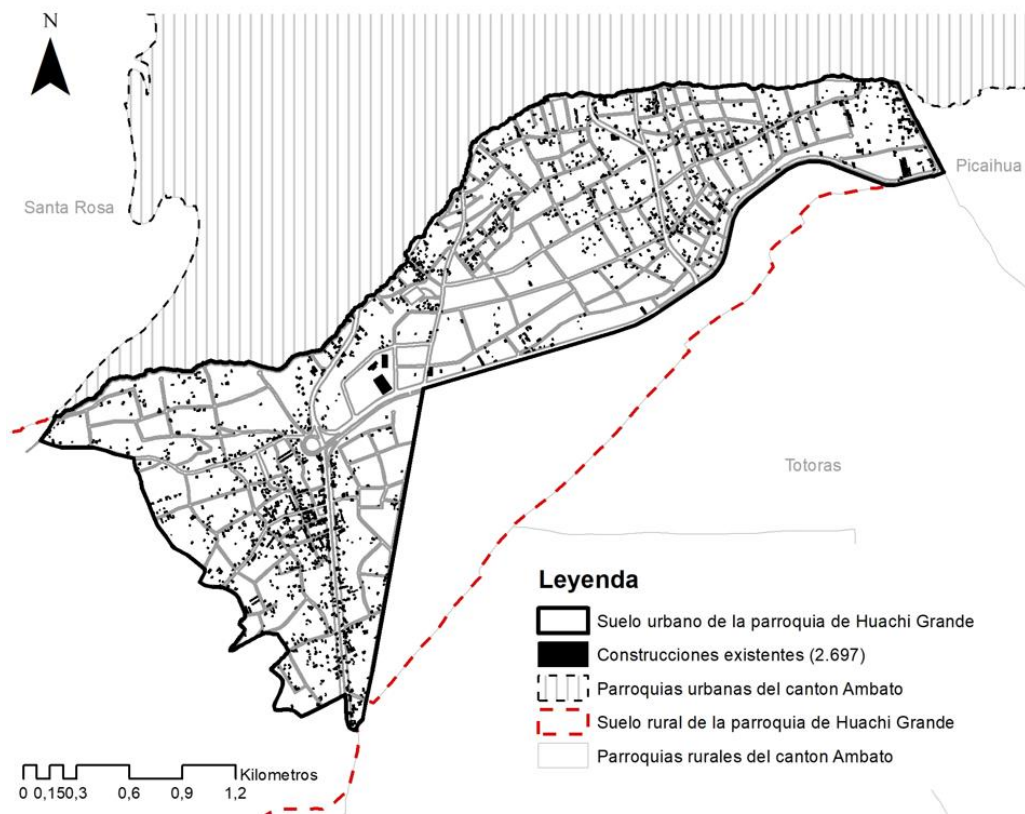 N
Picaihua
Santa Rosa
Totoras
Leyenda
Suelo urbano de la parroquia de Huachi Grande
Construcciones existentes (2.697)
Parroquias urbanas del canton Ambato
Suelo rural de la parroquia de Huachi Grande
Parroquias rurales del canton Ambato
Kilometros
0 0,150,3 0,6 0,9 1,2